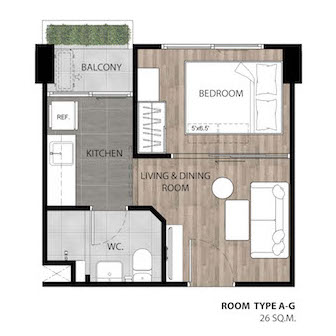 BALCONY
BEDROOM
REF.
5'x6.5'
KITCHEN
LIVING & DINING
ROOM
WC.
ROOM TYPE A-G
26 SQ.M.